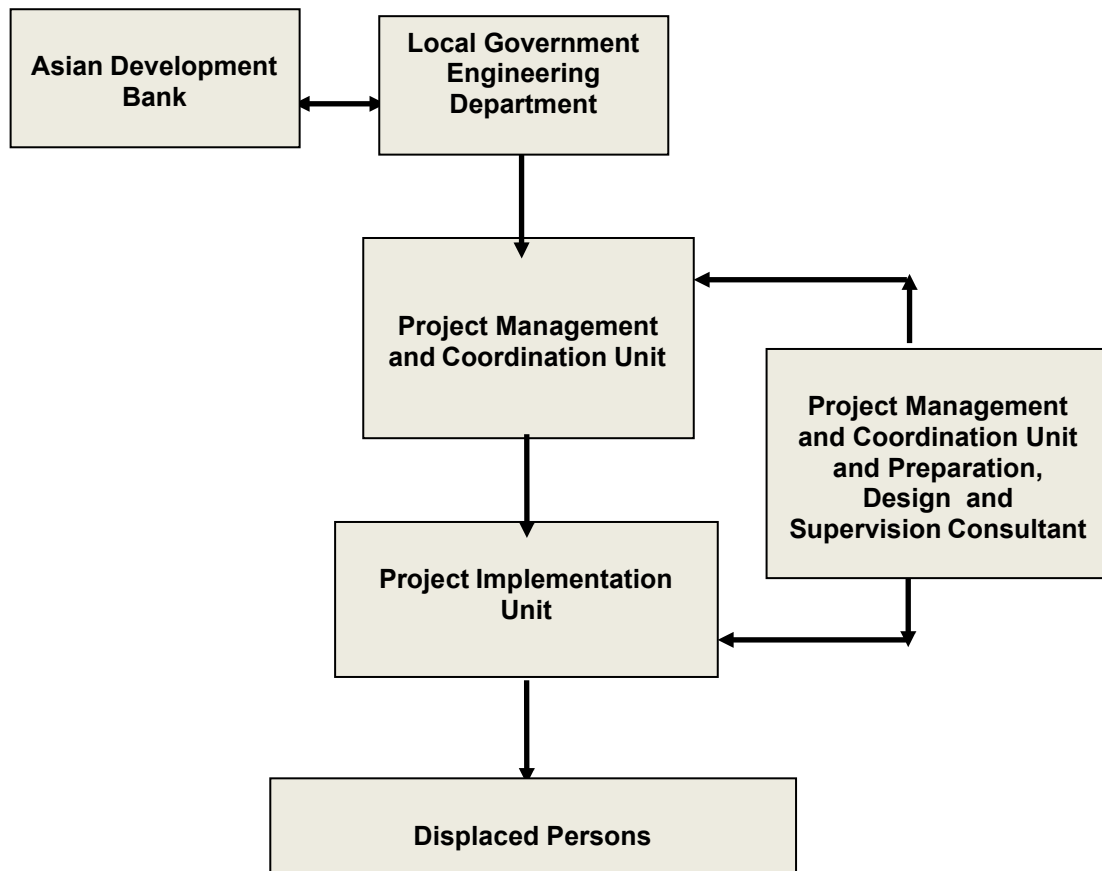 Asian Development
Bank
Local Government
Engineering
Department
Project Management
and Coordination Unit
Project Management
and Coordination Unit
and Preparation,
Design and
Supervision Consultant
Project Implementation
Unit
Displaced Persons